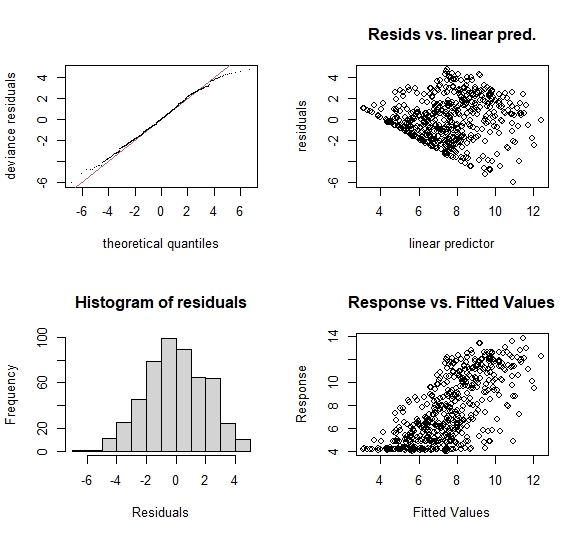 deviance residuals
-6 -2 0 2 4
-6 -4 -2 0 2 4 6
theoretical quantiles
Resids vs. linear pred.
residuals
-6 -2 0 2 4
4 6 8 10 12
linear predictor
Histogram of residuals
Frequency
0 20 60 100
-6 -4 -2 0 2 4
Residuals
Response vs. Fitted Values
Response
4 6 8 10 14
4 6 8 10 12
Fitted Values